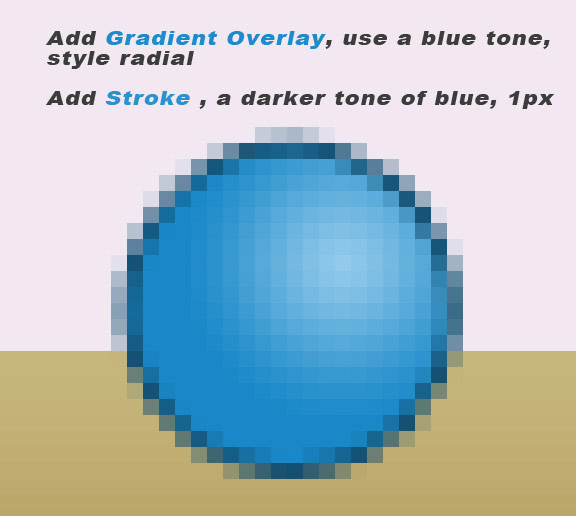 Add Gradient Overlay, use a blue tone,
style radial
Add Stroke , a darker tone of blue, 1px